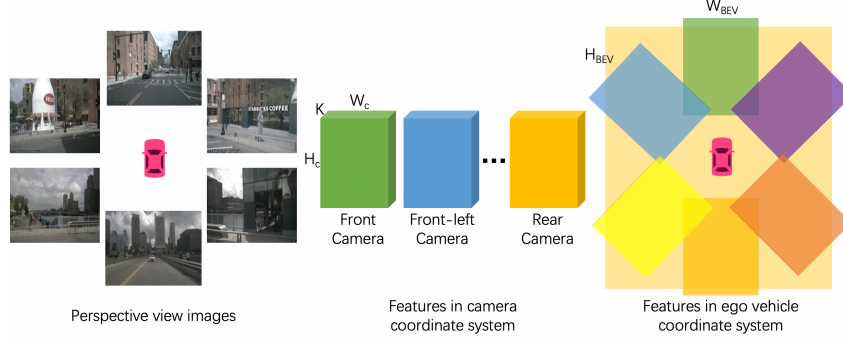 W_BEV
H_BEV
STARBUCKS COFFEE
W_c
K
H_c
Front
Camera
Front-left
Camera
...
Rear
Camera
Perspective view images
Features in camera
coordinate system
Features in ego vehicle
coordinate system